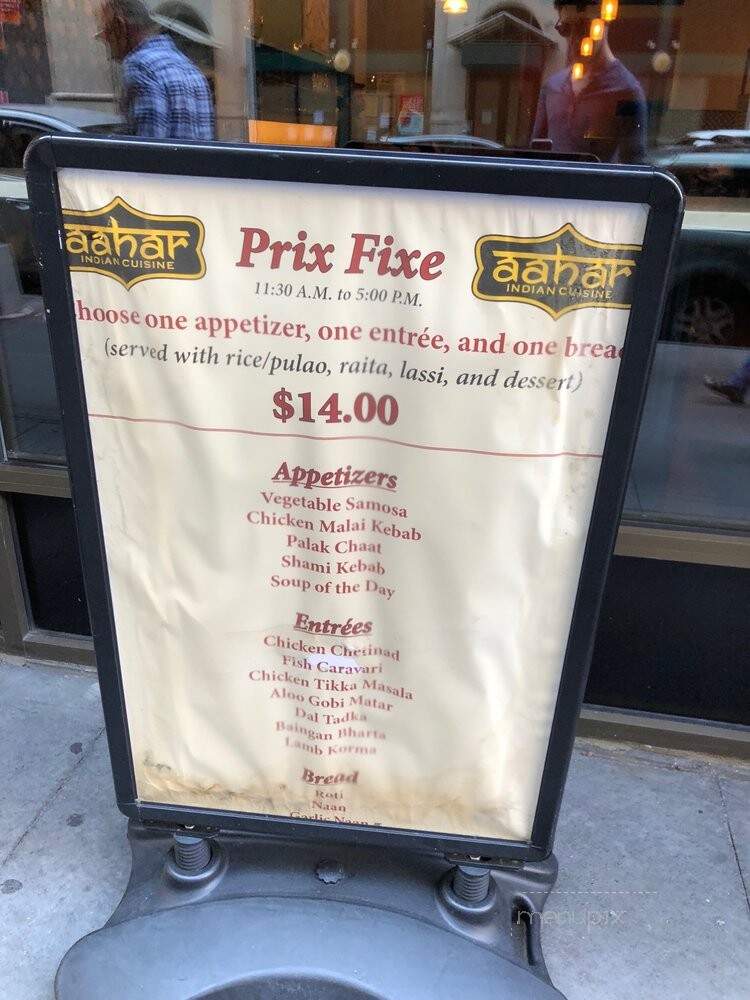 aahar
INDIAN CUISINE
Prix Fixe
11:30 A.M. to 5:00 P.M.
aahar
INDIAN CUISINE
hoose one appetizer, one entrée, and one brea
(served with rice/pulao, raita, lassi, and dessert)
$14.00
Appetizers
Vegetable Samosa
Chicken Malai Kebab
Palak Chaat
Shami Kebab
Soup of the Day
Entrées
Chicken Chetinad
Fish Caravari
Chicken Tikka Masala
Aloo Gobi Matar
Dal Tadka
Baingan Bharta
Lamb Korma
Bread
Roti
Naan
Garlic Naan
menupix